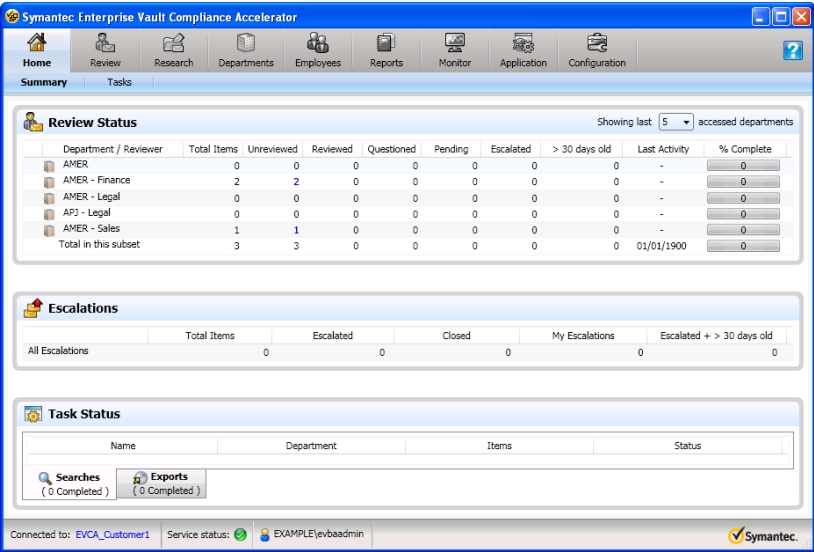 Symantec Enterprise Vault Compliance Accelerator
Home Review Research Departments Employees Reports Monitor Application Configuration
Summary Tasks
Review Status Showing last 5 accessed departments
Department / Reviewer Total Items Unreviewed Reviewed Questioned Pending Escalated > 30 days old Last Activity % Complete
AMER 0 0 0 0 0 0 0 - 0
AMER - Finance 2 2 0 0 0 0 0 - 0
AMER - Legal 0 0 0 0 0 0 0 - 0
APJ - Legal 0 0 0 0 0 0 0 - 0
AMER - Sales 1 1 0 0 0 0 0 - 0
Total in this subset 3 3 0 0 0 0 0 01/01/1900 0
Escalations
Total Items Escalated Closed My Escalations Escalated + > 30 days old
All Escalations 0 0 0 0 0
Task Status
Name Department Items Status
Searches Exports
( 0 Completed ) ( 0 Completed )
Connected to: EVCA_Customer1 Service status: EXAMPLE\evbaadmin Symantec.